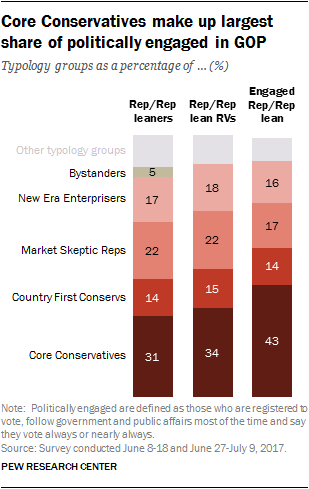 Core Conservatives make up largest
share of politically engaged in GOP
Typology groups as a percentage of ... (%)
Rep/Rep leaners
Rep/Rep lean RVs
Engaged Rep/Rep lean
Other typology groups
Bystanders 5
New Era Enterprisers 17 18 16
Market Skeptic Reps 22 22 17
Country First Conservs 14 15 14
Core Conservatives 31 34 43
Note: Politically engaged are defined as those who are registered to
vote, follow government and public affairs most of the time and say
they vote always or nearly always.
Source: Survey conducted June 8-18 and June 27-July 9, 2017.
PEW RESEARCH CENTER